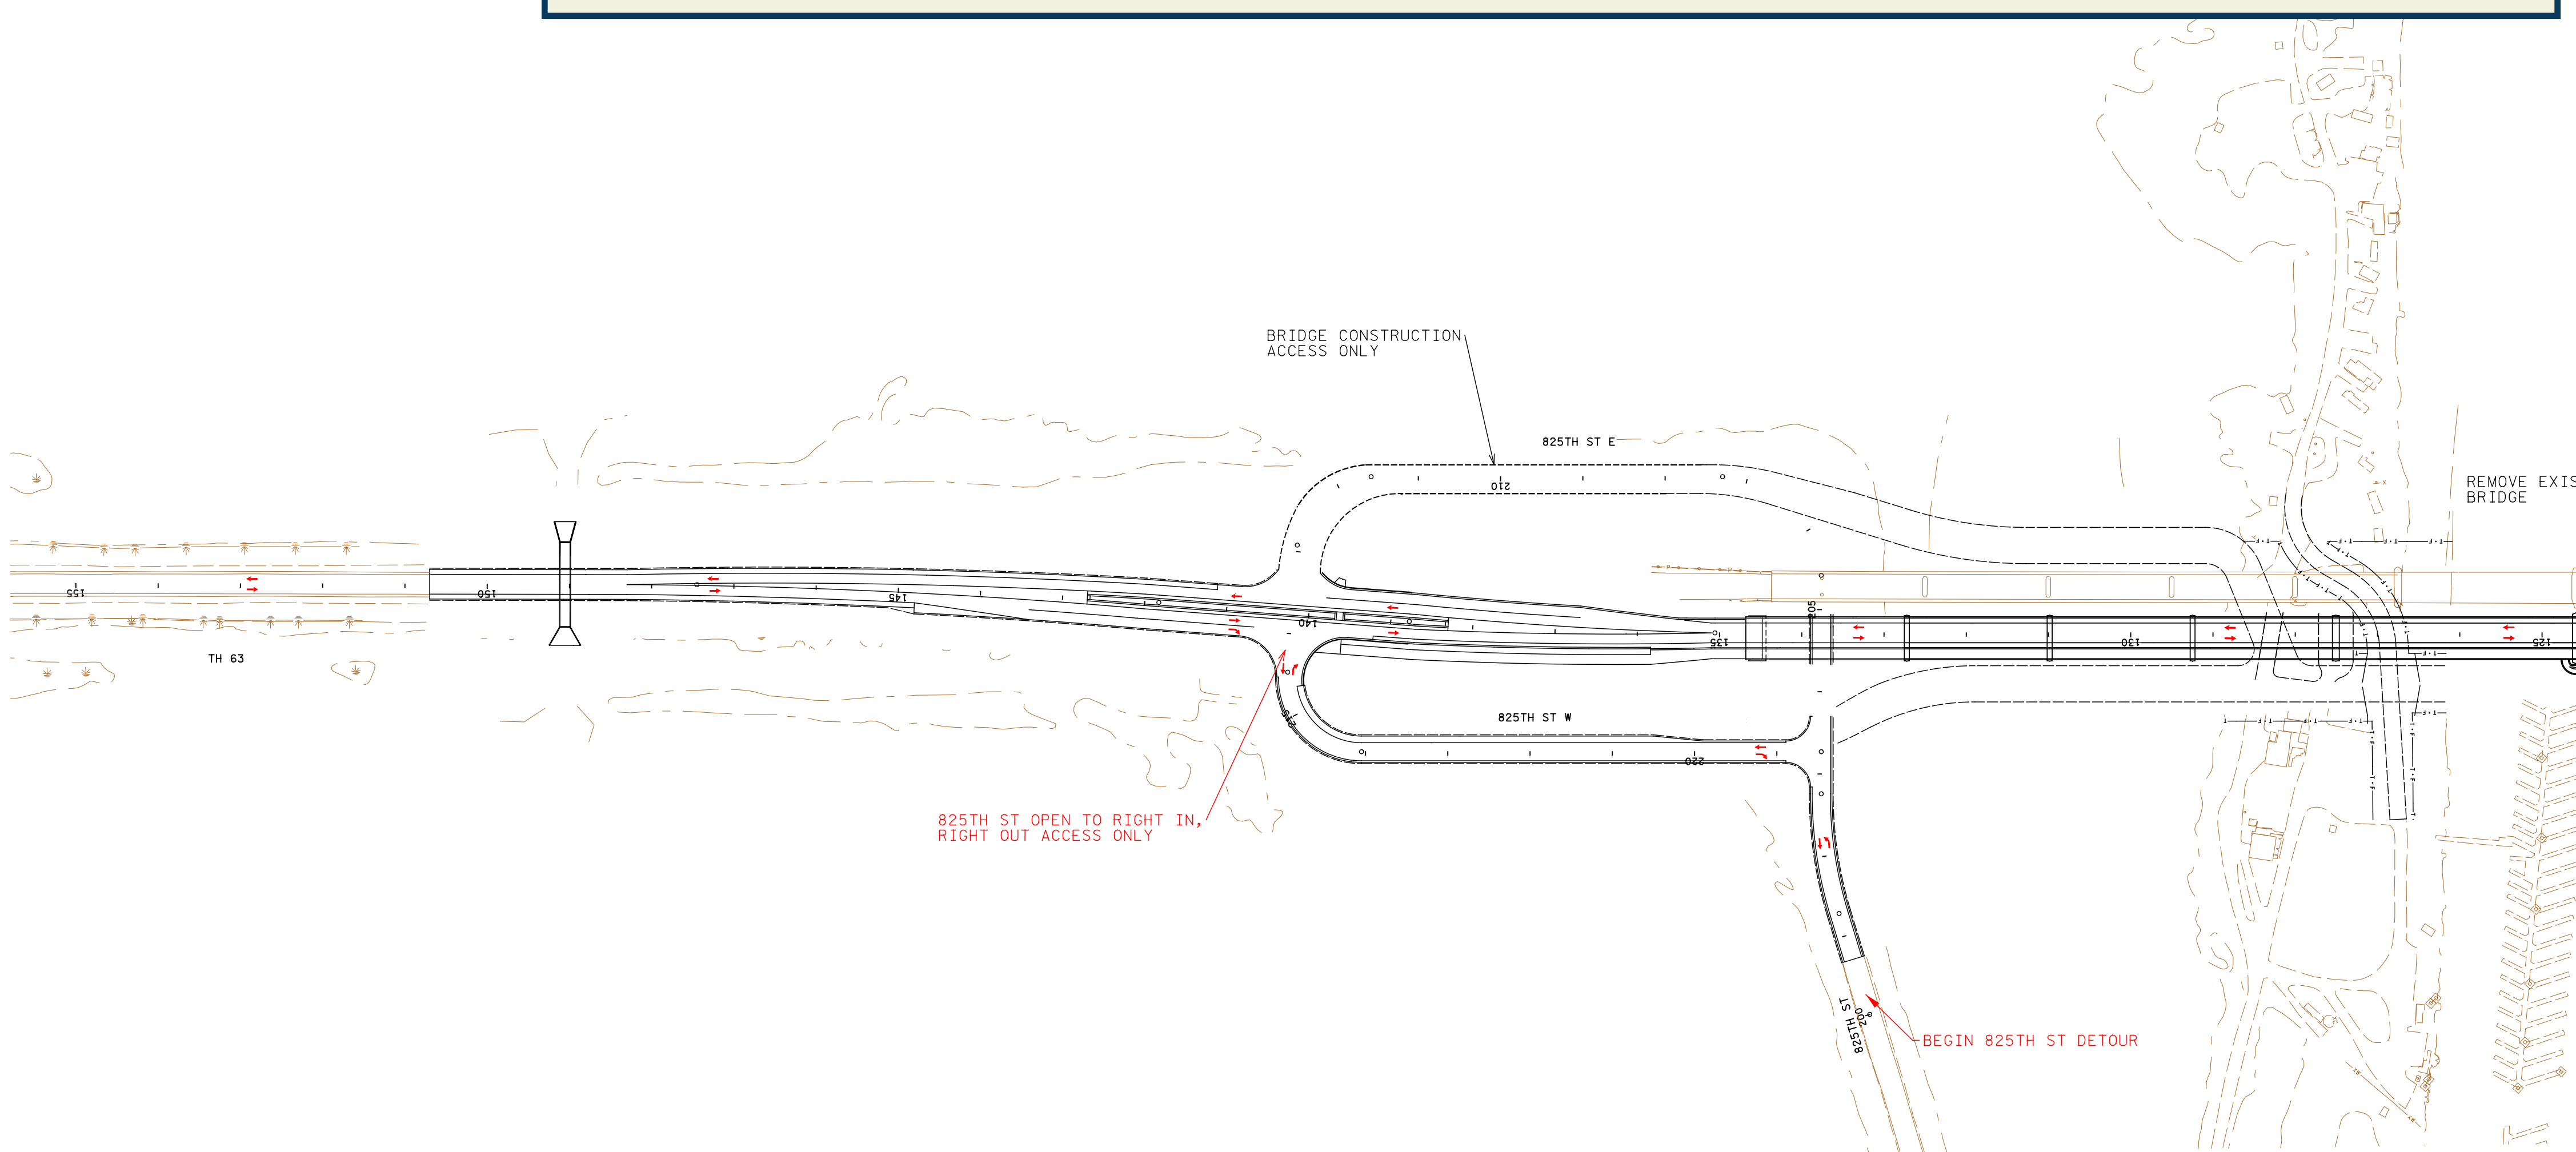 BRIDGE CONSTRUCTION
ACCESS ONLY
825TH ST E
210
REMOVE EXIS
BRIDGE
155
150
145
140
205
135
130
125
TH 63
215
825TH ST W
220
825TH ST OPEN TO RIGHT IN,
RIGHT OUT ACCESS ONLY
825TH ST
200
BEGIN 825TH ST DETOUR